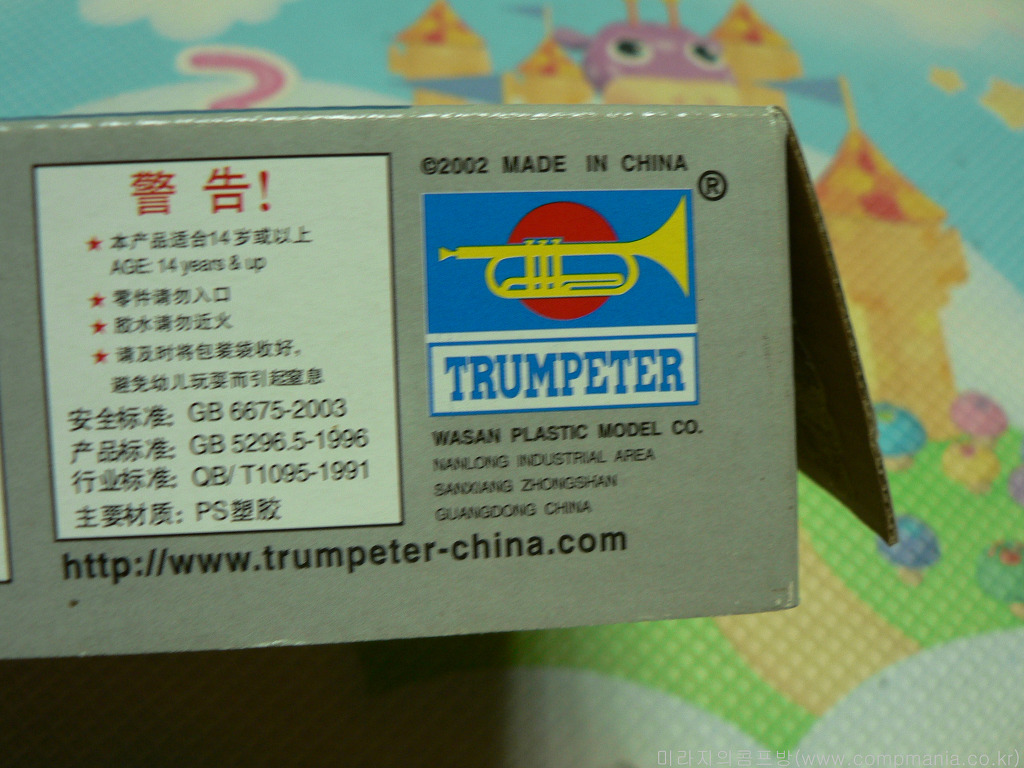 警告!
★ 本产品适合14岁或以上
AGE: 14 years & up
★ 零件请勿入口
★ 胶水请勿近火
★ 请及时将包装袋收好,
避免幼儿玩耍而引起窒息
安全标准: GB 6675-2003
产品标准: GB 5296.5-1996
行业标准: QB/T1095-1991
主要材质: PS塑胶
http://www.trumpeter-china.com
©2002 MADE IN CHINA
®
TRUMPETER
WASAN PLASTIC MODEL CO.
NANLONG INDUSTRIAL AREA
SANXIANG ZHONGSHAN
GUANGDONG CHINA
미라지의콤프방(www.compmania.co.kr)